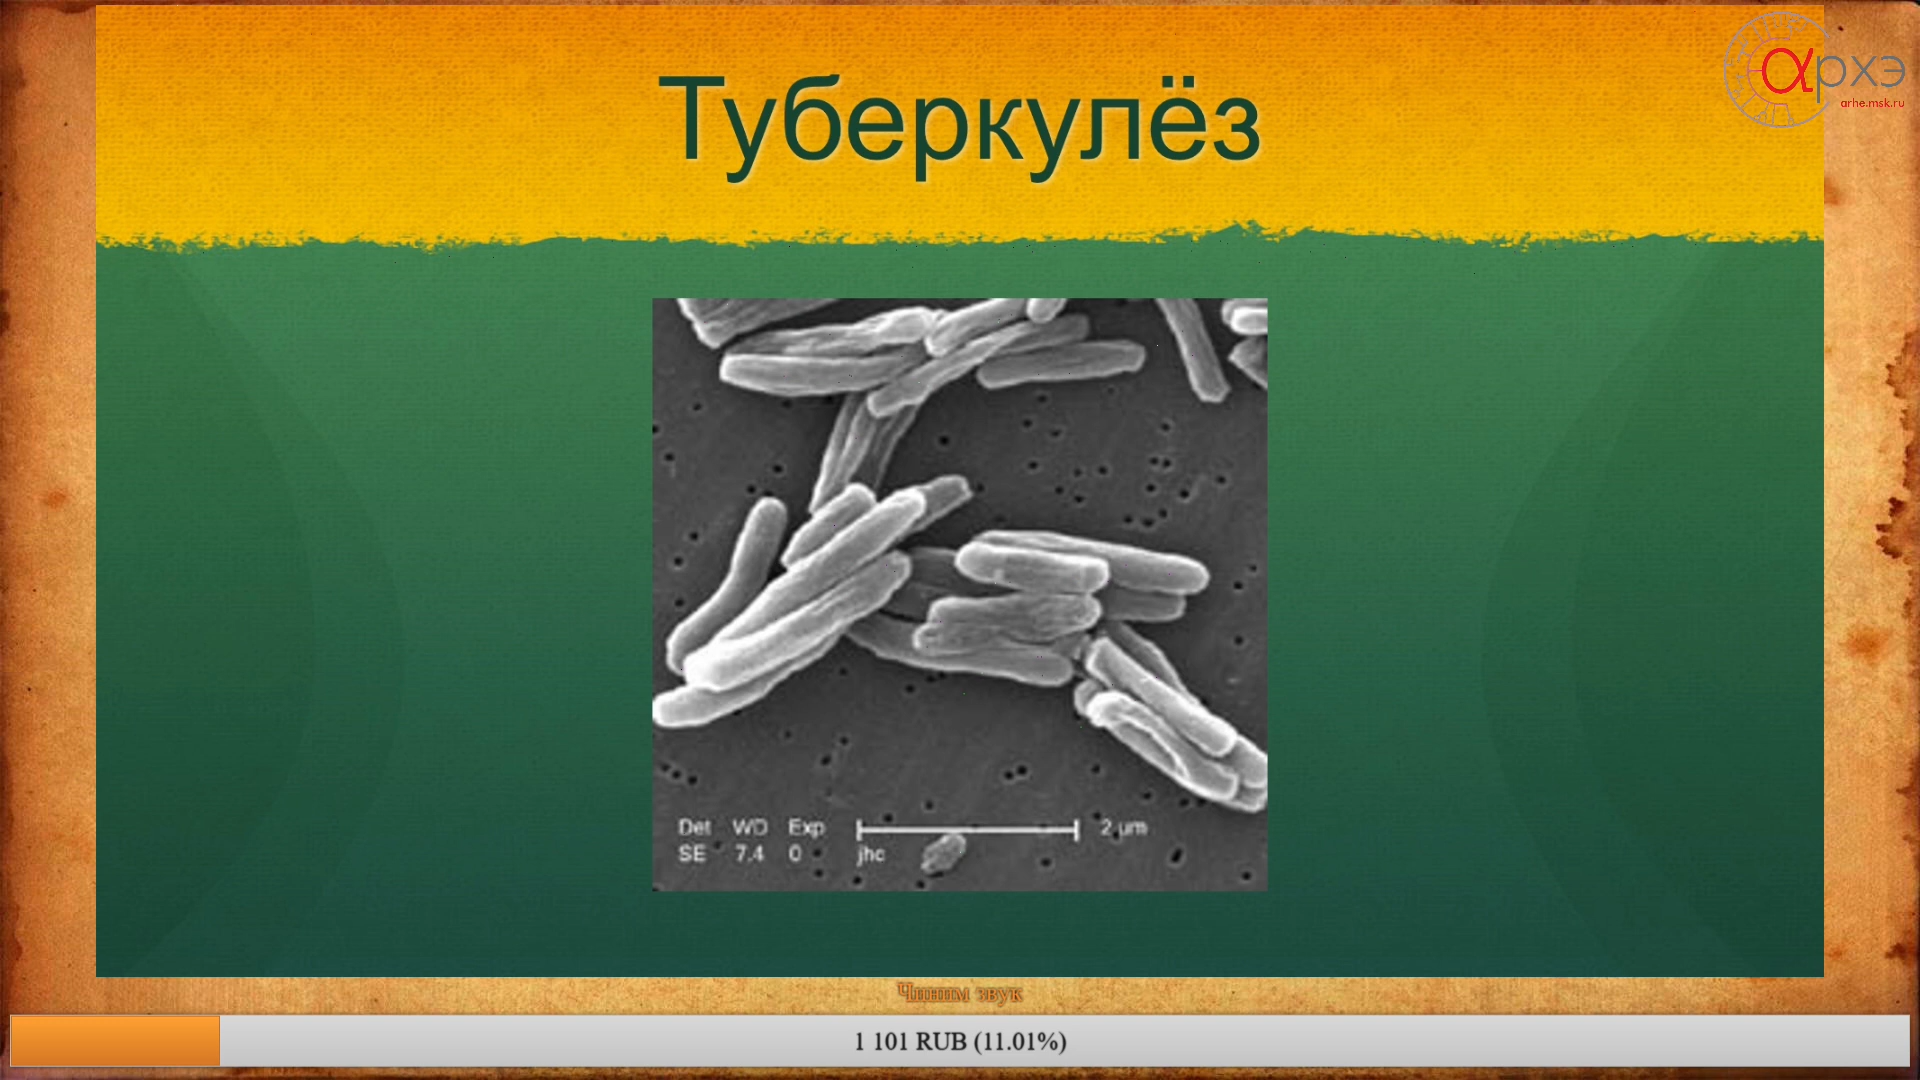 Туберкулёз
αрхэ
arhe.msk.ru
Det WD Exp
2 µm
SE 7.4 0 jhc
Чиним звук
1 101 RUB (11.01%)